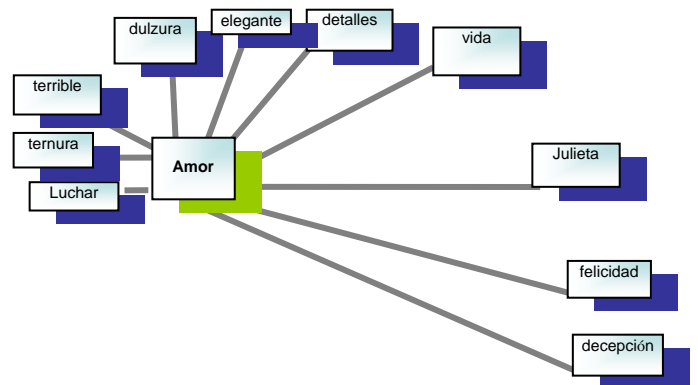 elegante
detalles
dulzura
vida
terrible
ternura
Julieta
Amor
Luchar
felicidad
decepción